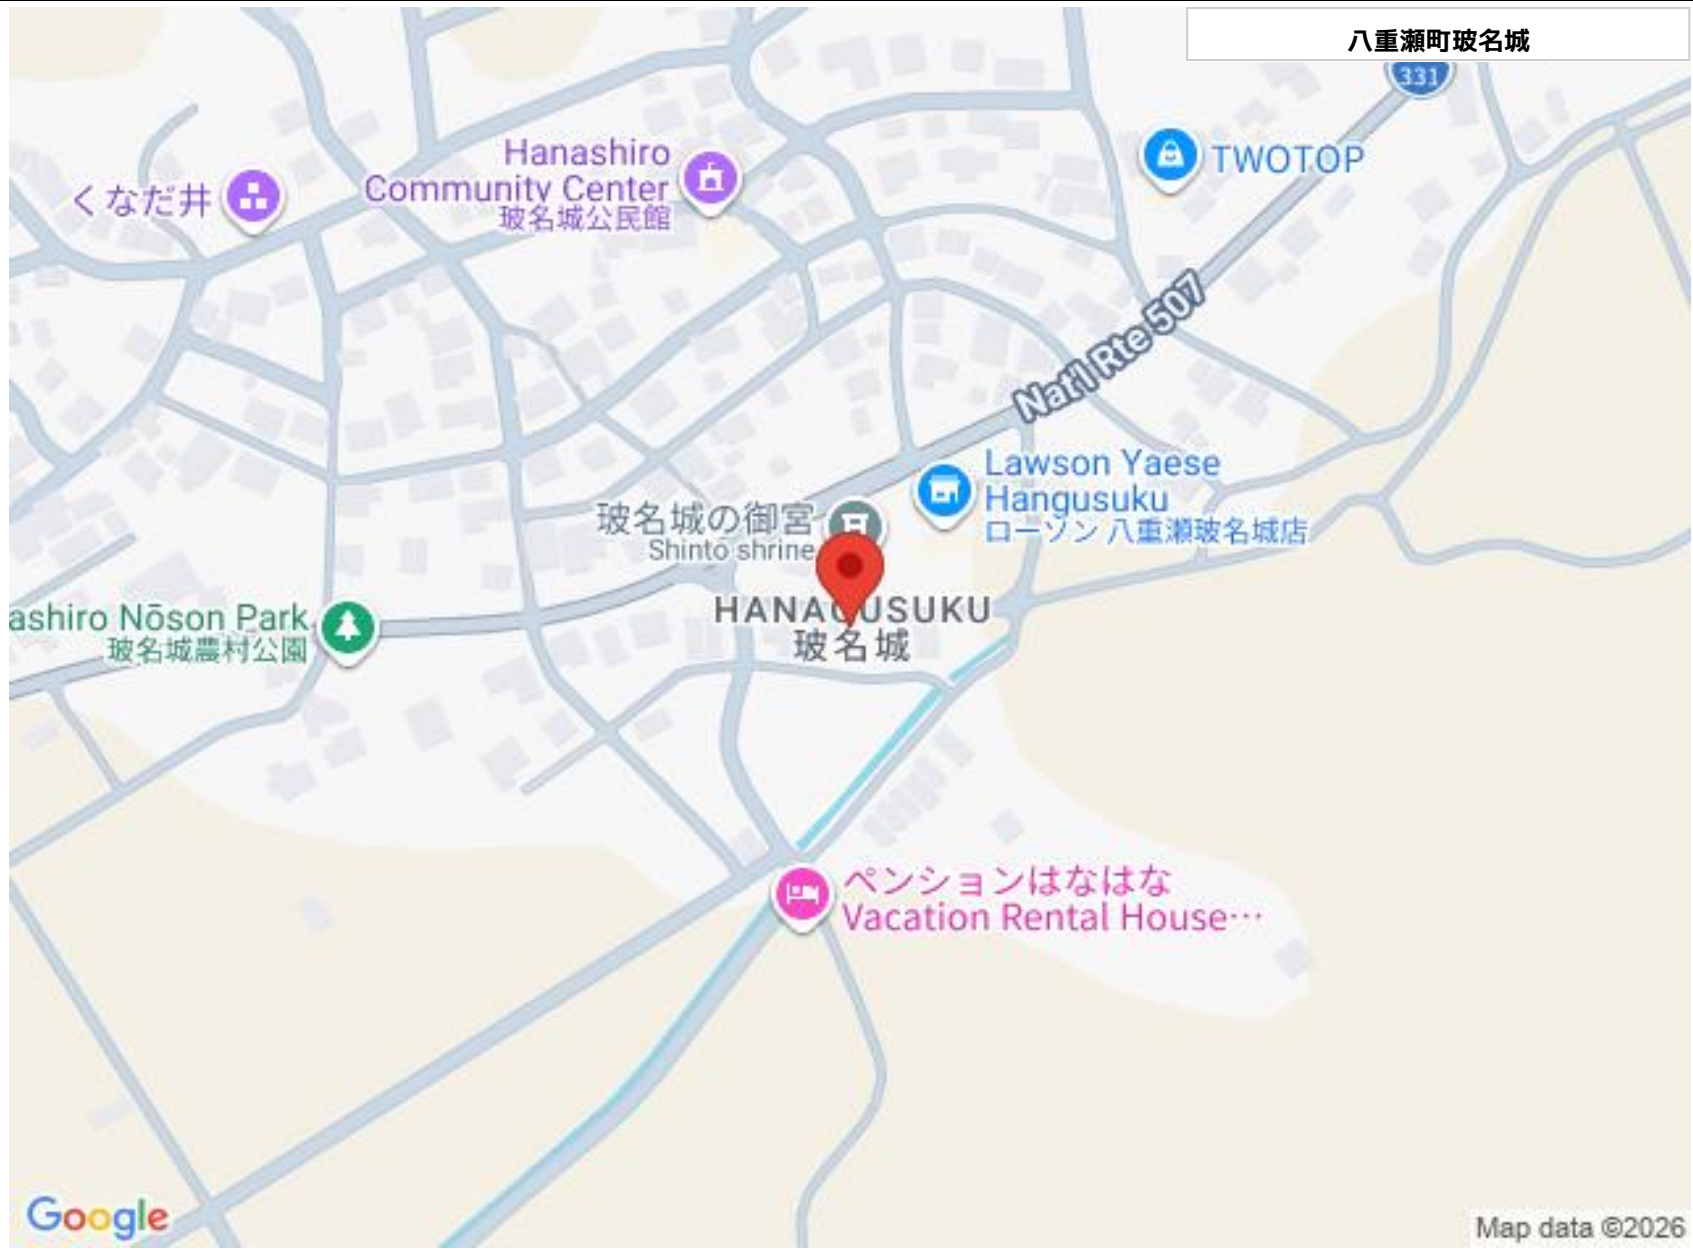 八重瀬町玻名城
331
TWOTOP
Hanashiro
Community Center
玻名城公民館
くなだ井
Nat'l Rte 507
Lawson Yaese
Hangusuku
ローソン 八重瀬玻名城店
玻名城の御宮
Shinto shrine
HANAGUSUKU
玻名城
ashiro Nōson Park
玻名城農村公園
ペンションはなはな
Vacation Rental House…
Google
Map data ©2026